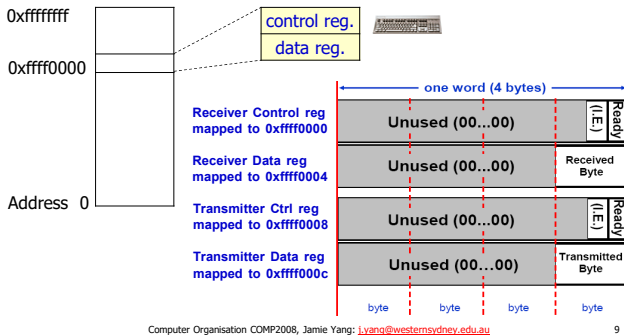 0xffffffff
control reg.
data reg.
0xffff0000
one word (4 bytes)
Receiver Control reg
mapped to 0xffff0000
Unused (00...00)
(I.E.)
Ready
Receiver Data reg
mapped to 0xffff0004
Unused (00...00)
Received
Byte
Address 0
Transmitter Ctrl reg
mapped to 0xffff0008
Unused (00...00)
(I.E.)
Ready
Transmitter Data reg
mapped to 0xffff000c
Unused (00...00)
Transmitted
Byte
byte byte byte byte
Computer Organisation COMP2008, Jamie Yang: j.yang@westernsydney.edu.au 9